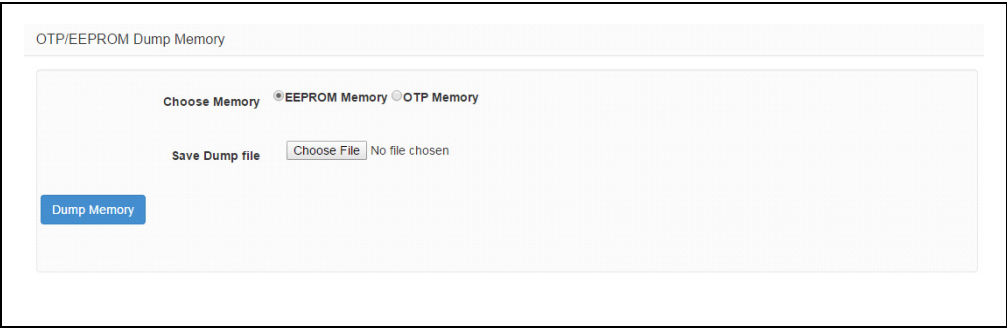 OTP/EEPROM Dump Memory
Choose Memory EEPROM Memory OTP Memory
Save Dump file Choose File No file chosen
Dump Memory